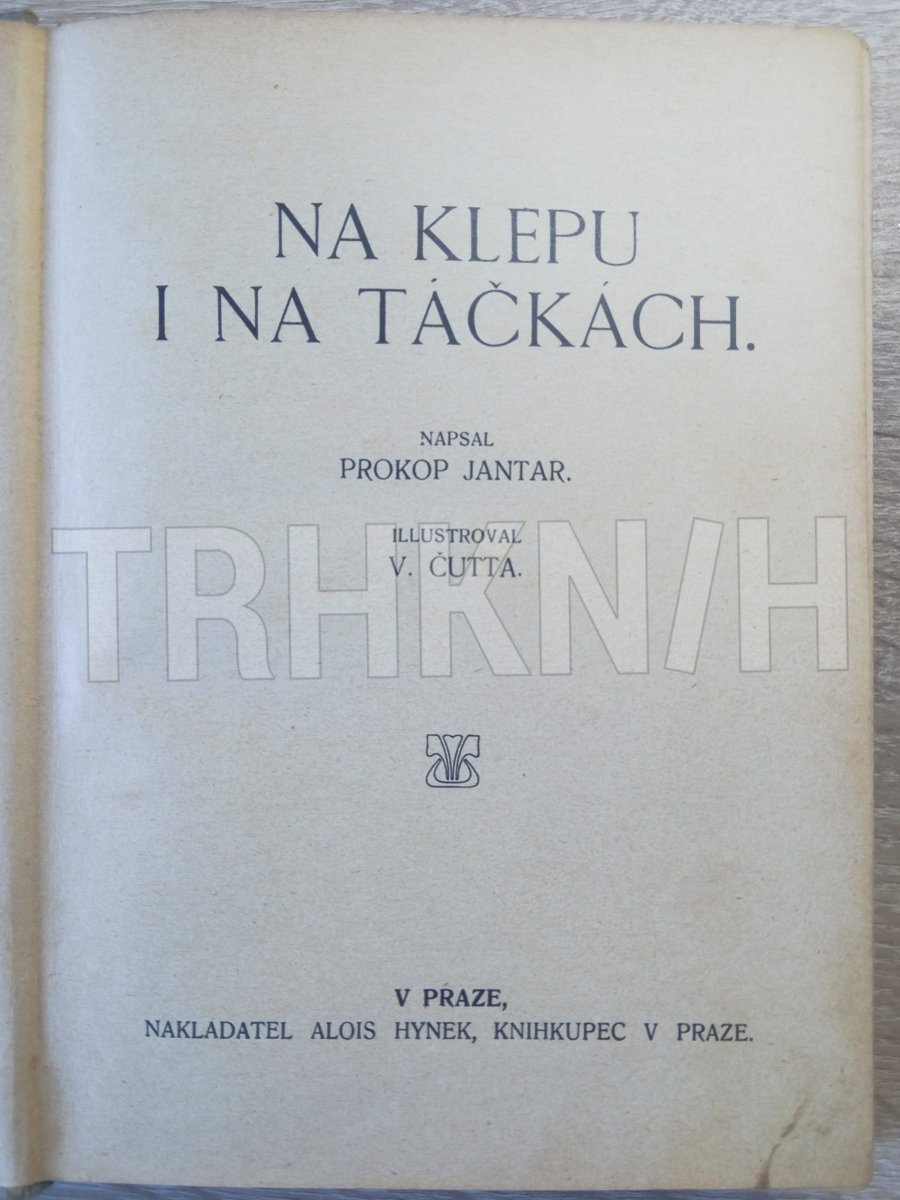 NA KLEPU
I NA TÁČKÁCH.
NAPSAL
PROKOP JANTAR.
ILLUSTROVAL
V. ČUTTA.
TRHKNIH
V PRAZE,
NAKLADATEL ALOIS HYNEK, KNIHKUPEC V PRAZE.